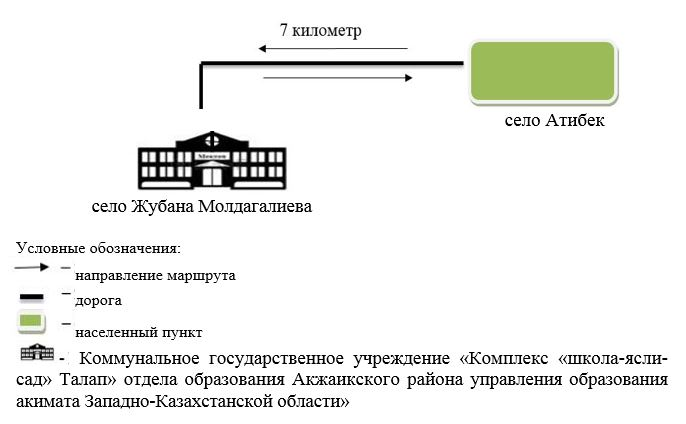 7 километр
село Атибек
Мектеп
село Жубана Молдагалиева
Условные обозначения:
– направление маршрута
– дорога
– населенный пункт
- Коммунальное государственное учреждение «Комплекс «школа-ясли-
сад» Талап» отдела образования Акжаикского района управления образования
акимата Западно-Казахстанской области»